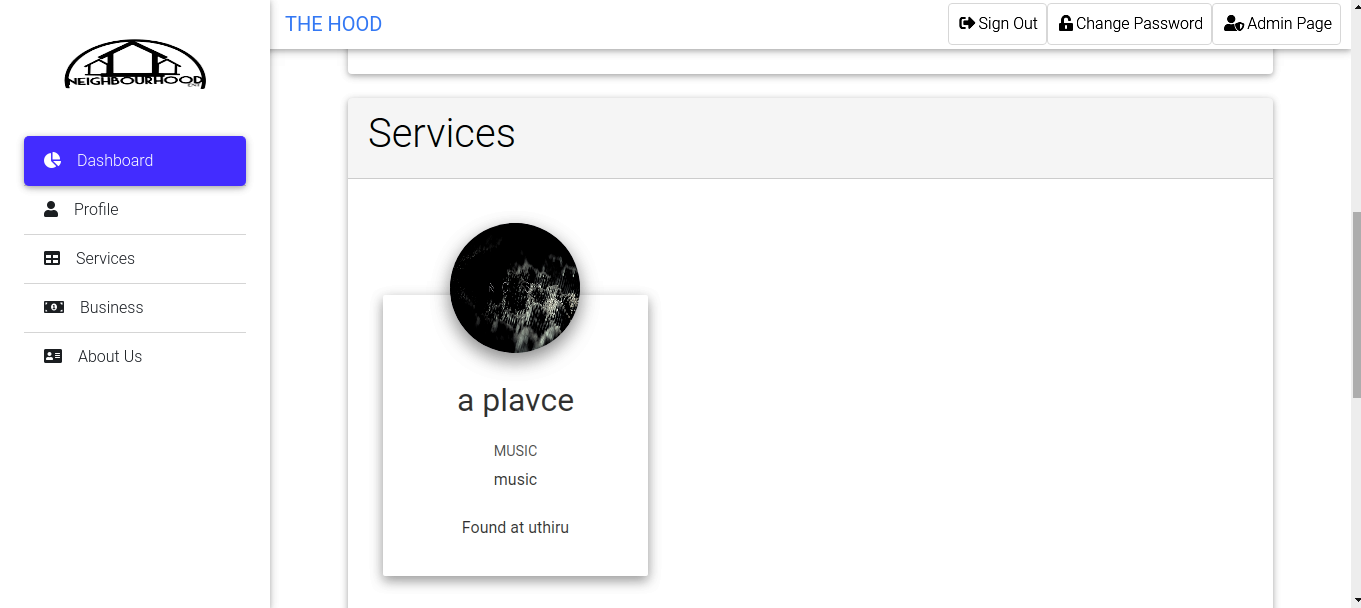 NEIGHBOURHOOD
THE HOOD
Sign Out
Change Password
Admin Page
Dashboard
Profile
Services
Business
About Us
Services
a plavce
MUSIC
music
Found at uthiru